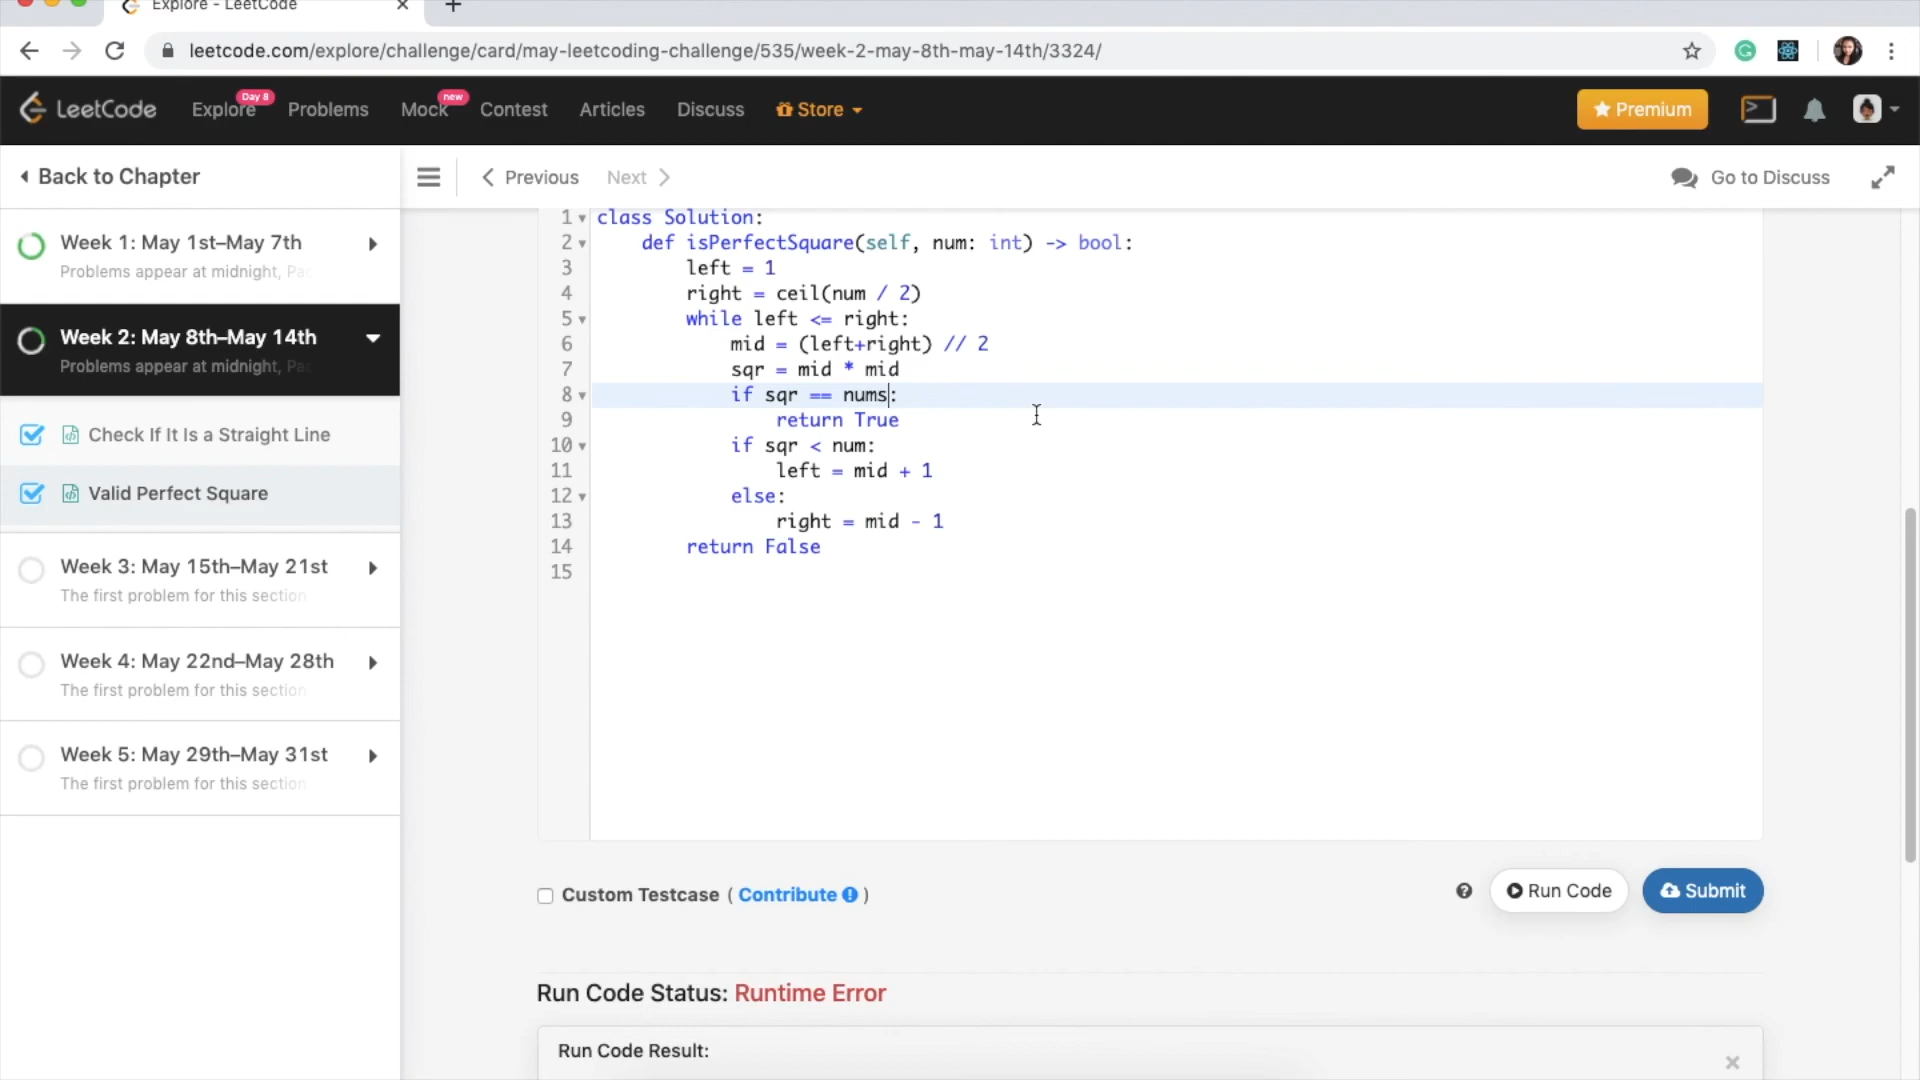 Explore - LeetCode
leetcode.com/explore/challenge/card/may-leetcoding-challenge/535/week-2-may-8th-may-14th/3324/
LeetCode Explore Day 8 Problems Mock new Contest Articles Discuss Store Premium
Back to Chapter
Previous Next Go to Discuss
Week 1: May 1st–May 7th
Problems appear at midnight, Pac
Week 2: May 8th–May 14th
Problems appear at midnight, Pac
Check If It Is a Straight Line
Valid Perfect Square
Week 3: May 15th–May 21st
The first problem for this section
Week 4: May 22nd–May 28th
The first problem for this section
Week 5: May 29th–May 31st
The first problem for this section
1 class Solution:
2 def isPerfectSquare(self, num: int) -> bool:
3 left = 1
4 right = ceil(num / 2)
5 while left <= right:
6 mid = (left+right) // 2
7 sqr = mid * mid
8 if sqr == nums:
9 return True
10 if sqr < num:
11 left = mid + 1
12 else:
13 right = mid - 1
14 return False
15
Custom Testcase ( Contribute )
Run Code Submit
Run Code Status: Runtime Error
Run Code Result: